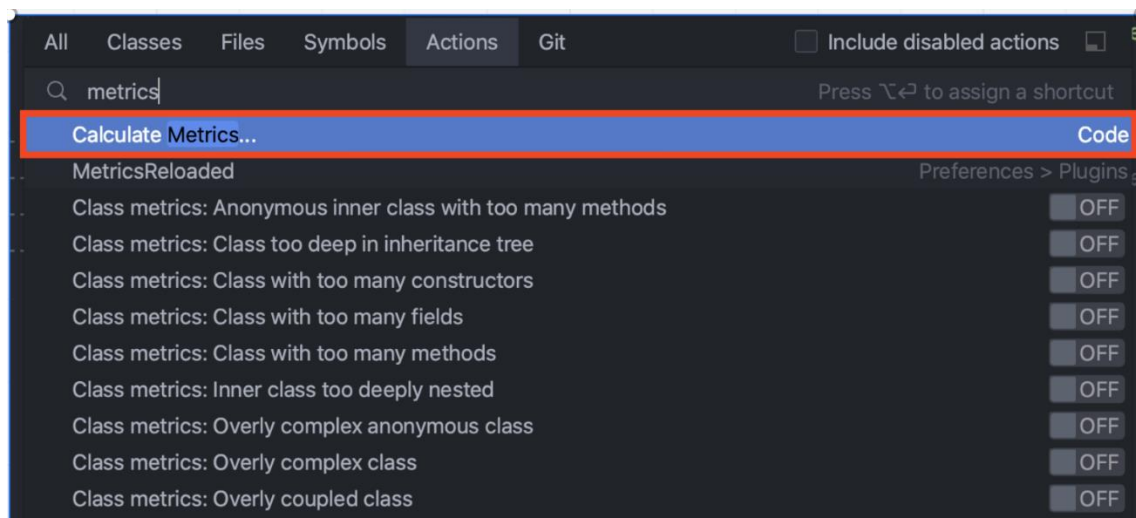 All Classes Files Symbols Actions Git Include disabled actions
metrics Press ⌥⏎ to assign a shortcut
Calculate Metrics... Code
MetricsReloaded Preferences > Plugins
Class metrics: Anonymous inner class with too many methods OFF
Class metrics: Class too deep in inheritance tree OFF
Class metrics: Class with too many constructors OFF
Class metrics: Class with too many fields OFF
Class metrics: Class with too many methods OFF
Class metrics: Inner class too deeply nested OFF
Class metrics: Overly complex anonymous class OFF
Class metrics: Overly complex class OFF
Class metrics: Overly coupled class OFF